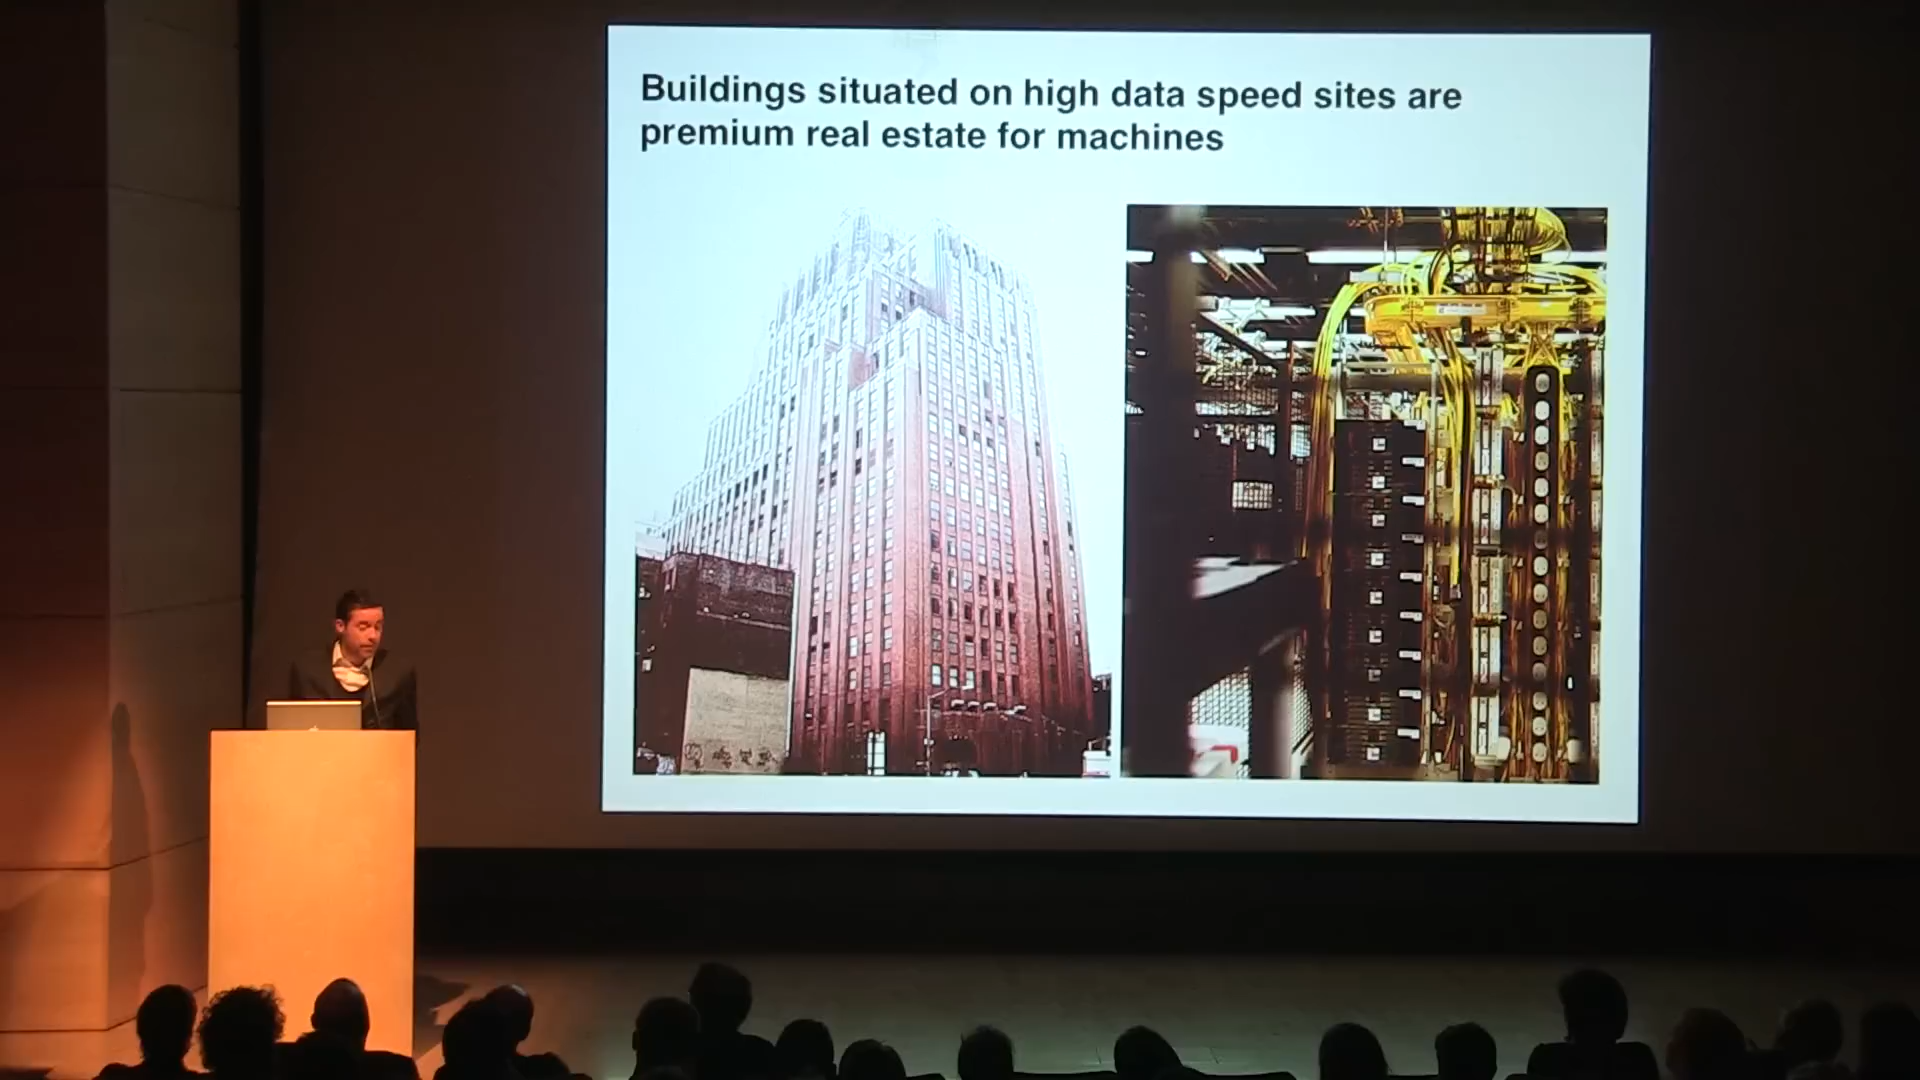 Buildings situated on high data speed sites are
premium real estate for machines